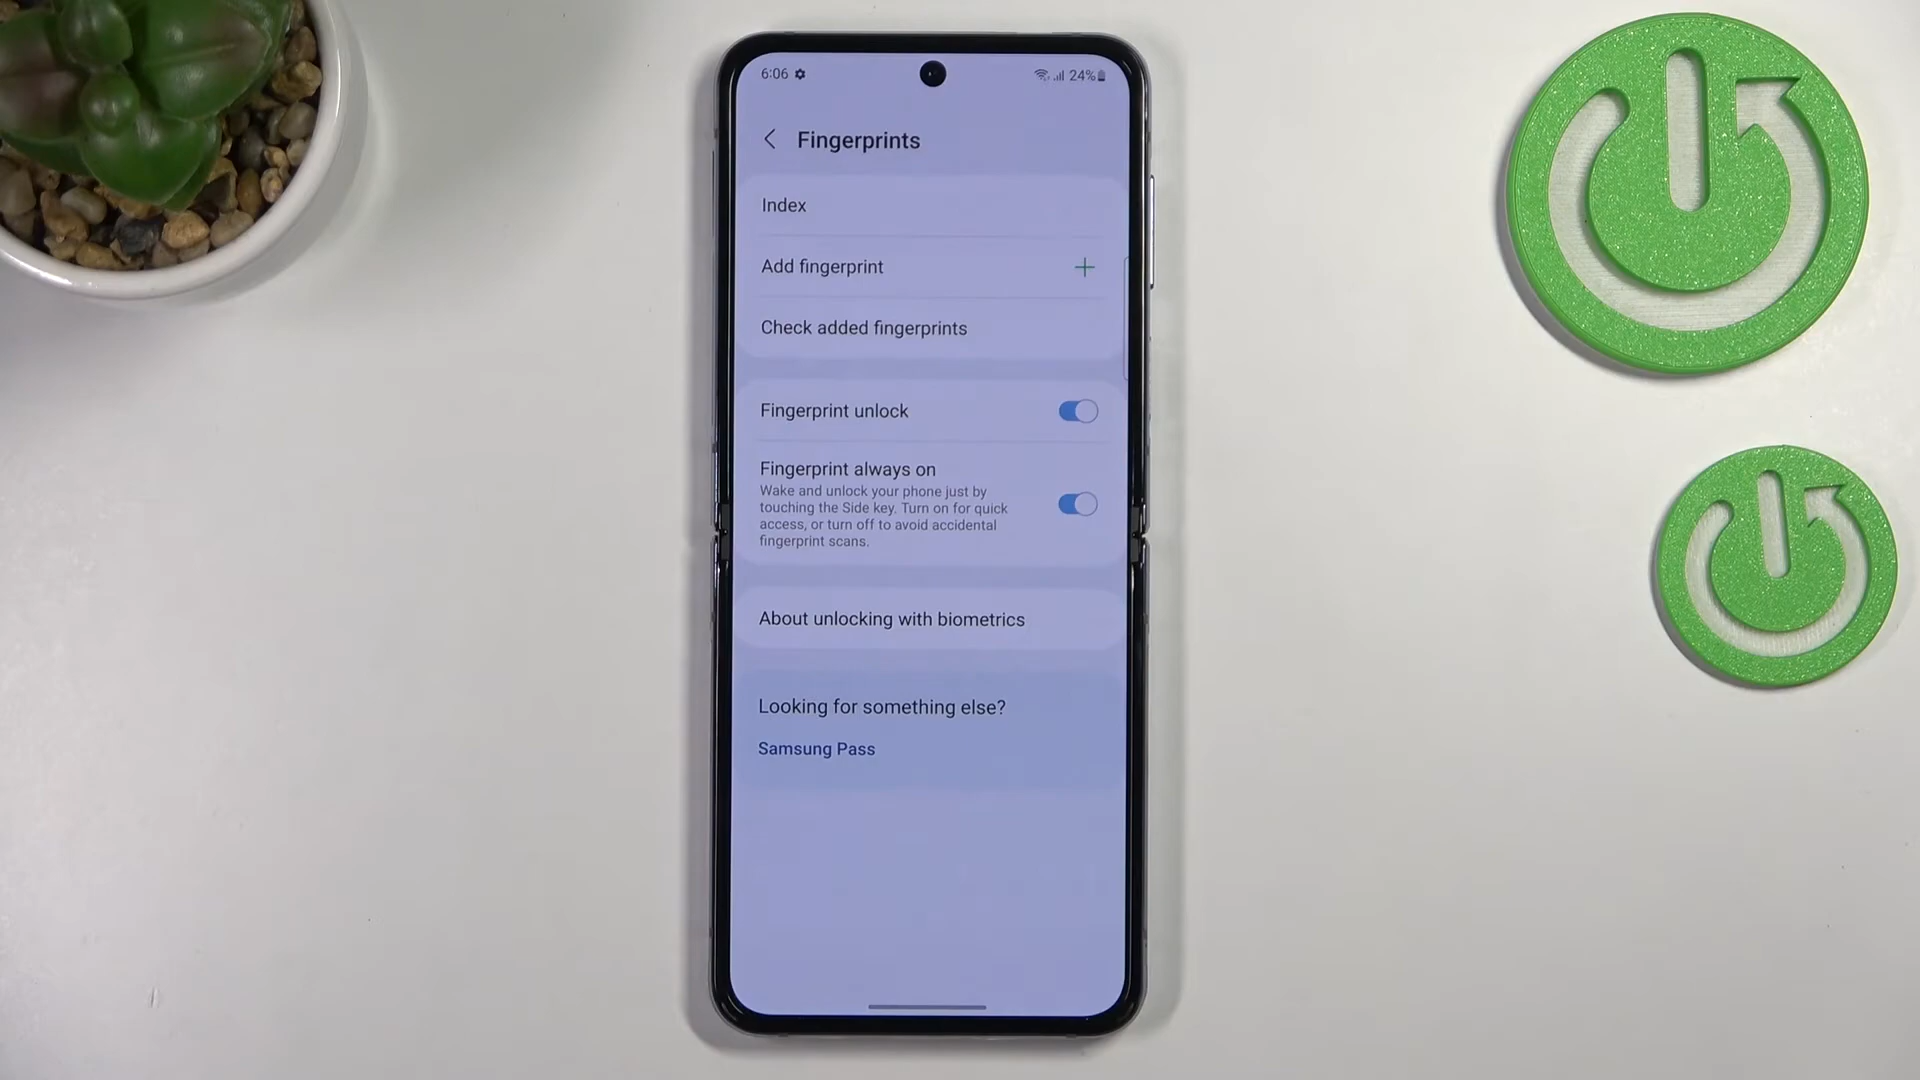 6:06
24%
Fingerprints
Index
Add fingerprint
Check added fingerprints
Fingerprint unlock
Fingerprint always on
Wake and unlock your phone just by
touching the Side key. Turn on for quick
access, or turn off to avoid accidental
fingerprint scans.
About unlocking with biometrics
Looking for something else?
Samsung Pass